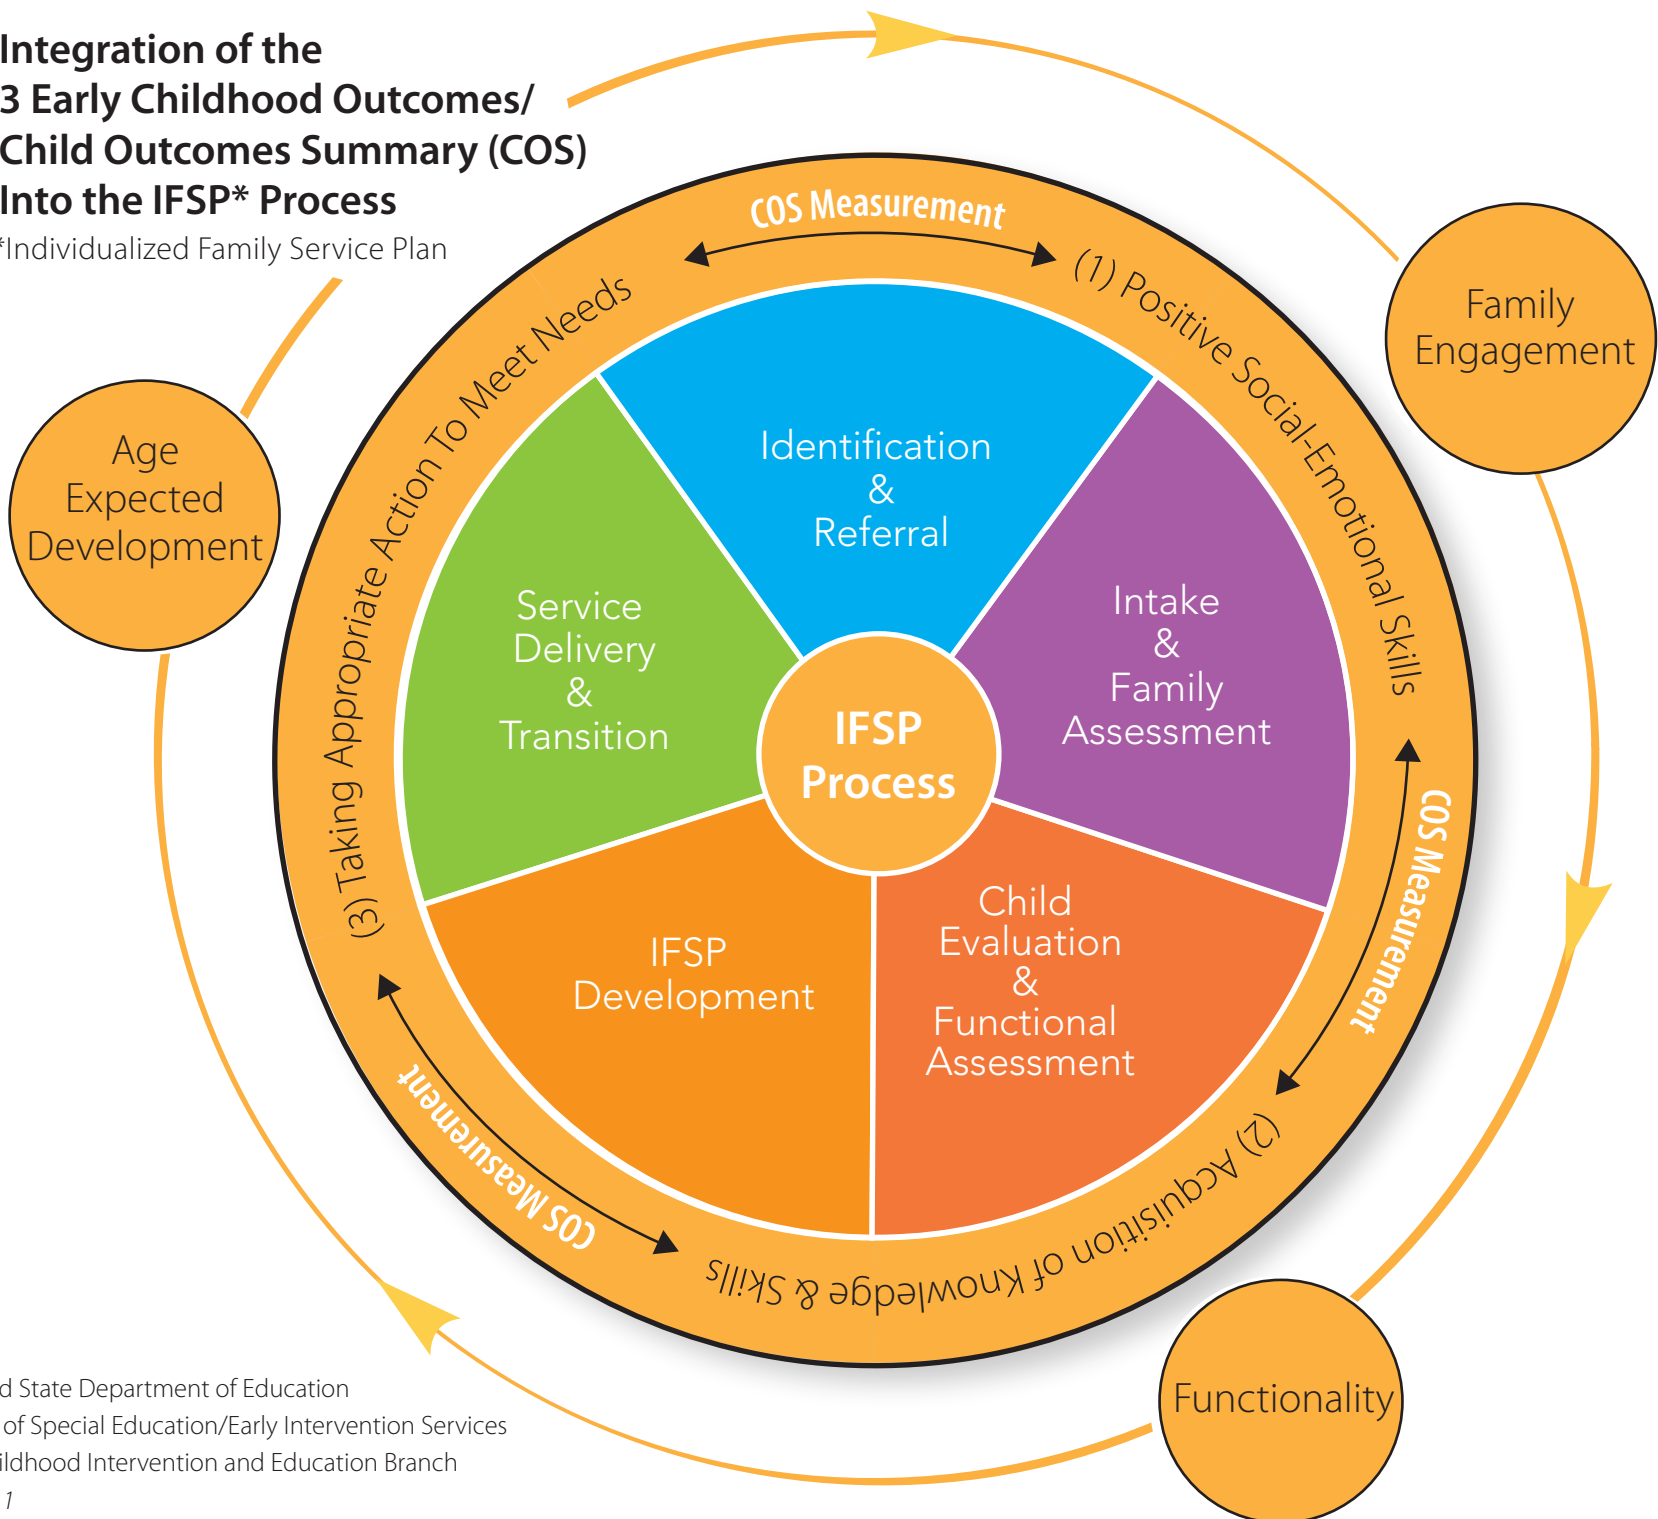 Integration of the
3 Early Childhood Outcomes/
Child Outcomes Summary (COS)
Into the IFSP* Process
*Individualized Family Service Plan
COS Measurement
(1) Positive Social-Emotional Skills
COS Measurement
(2) Acquisition of Knowledge & Skills
COS Measurement
(3) Taking Appropriate Action To Meet Needs
Family
Engagement
Functionality
Age
Expected
Development
Identification
&
Referral
Intake
&
Family
Assessment
Child
Evaluation
&
Functional
Assessment
IFSP
Development
Service
Delivery
&
Transition
IFSP
Process
State Department of Education
of Special Education/Early Intervention Services
Intervention and Education Branch
1